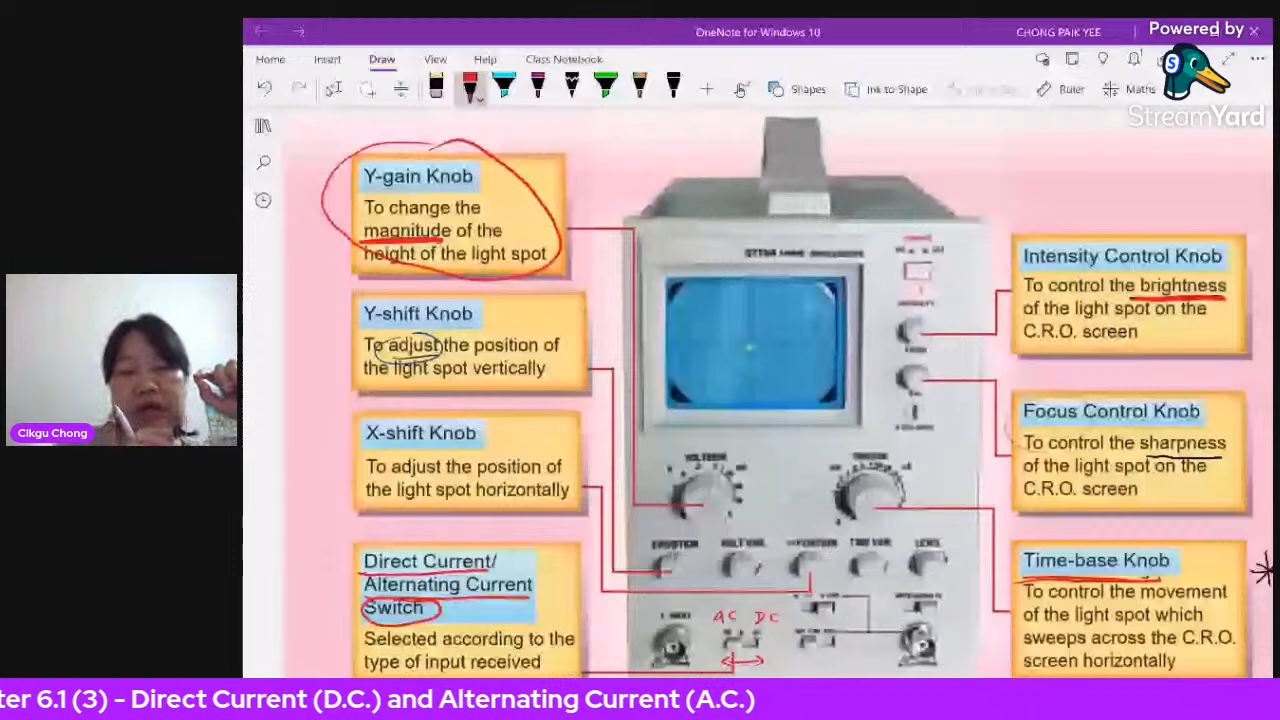 OneNote for Windows 10
CHONG PAIK YEE
Powered by
StreamYard
Home Insert Draw View Help Class Notebook
Shapes Ink to Shape Ruler Maths
Y-gain Knob
To change the
magnitude of the
height of the light spot
Y-shift Knob
To adjust the position of
the light spot vertically
X-shift Knob
To adjust the position of
the light spot horizontally
Direct Current/
Alternating Current
Switch
Selected according to the
type of input received
AC DC
Intensity Control Knob
To control the brightness
of the light spot on the
C.R.O. screen
Focus Control Knob
To control the sharpness
of the light spot on the
C.R.O. screen
Time-base Knob
To control the movement
of the light spot which
sweeps across the C.R.O.
screen horizontally
Cikgu Chong
ter 6.1 (3) - Direct Current (D.C.) and Alternating Current (A.C.)